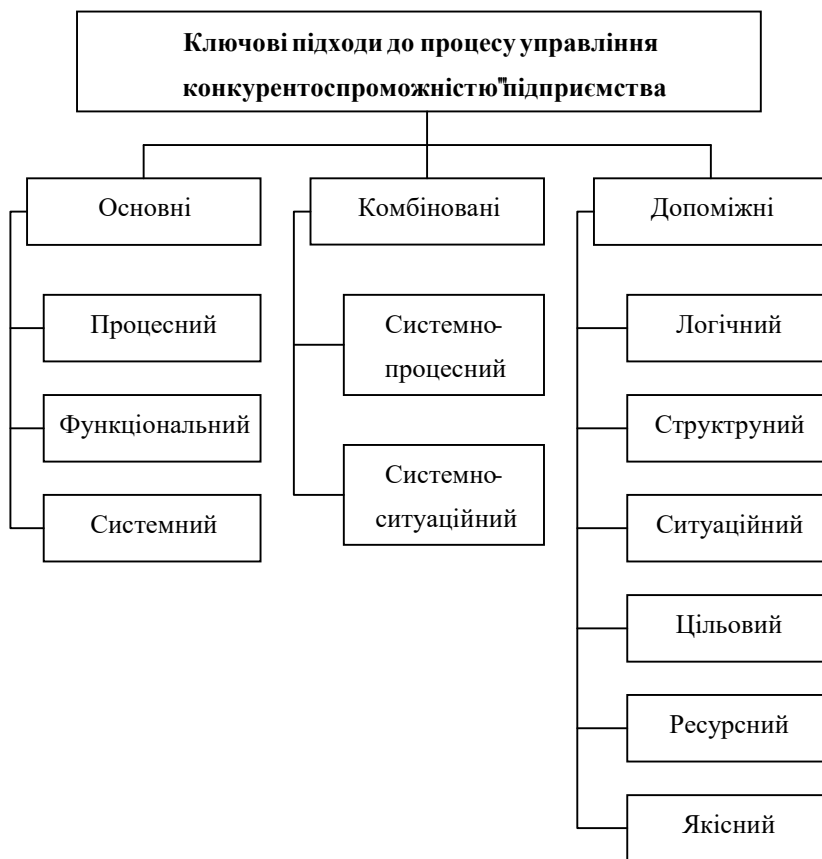 Ключові підходи до процесу управління
конкурентоспроможністю"підприємства
Основні
Комбіновані
Допоміжні
Процесний
Функціональний
Системний
Системно-
процесний
Системно-
ситуаційний
Логічний
Структруний
Ситуаційний
Цільовий
Ресурсний
Якісний